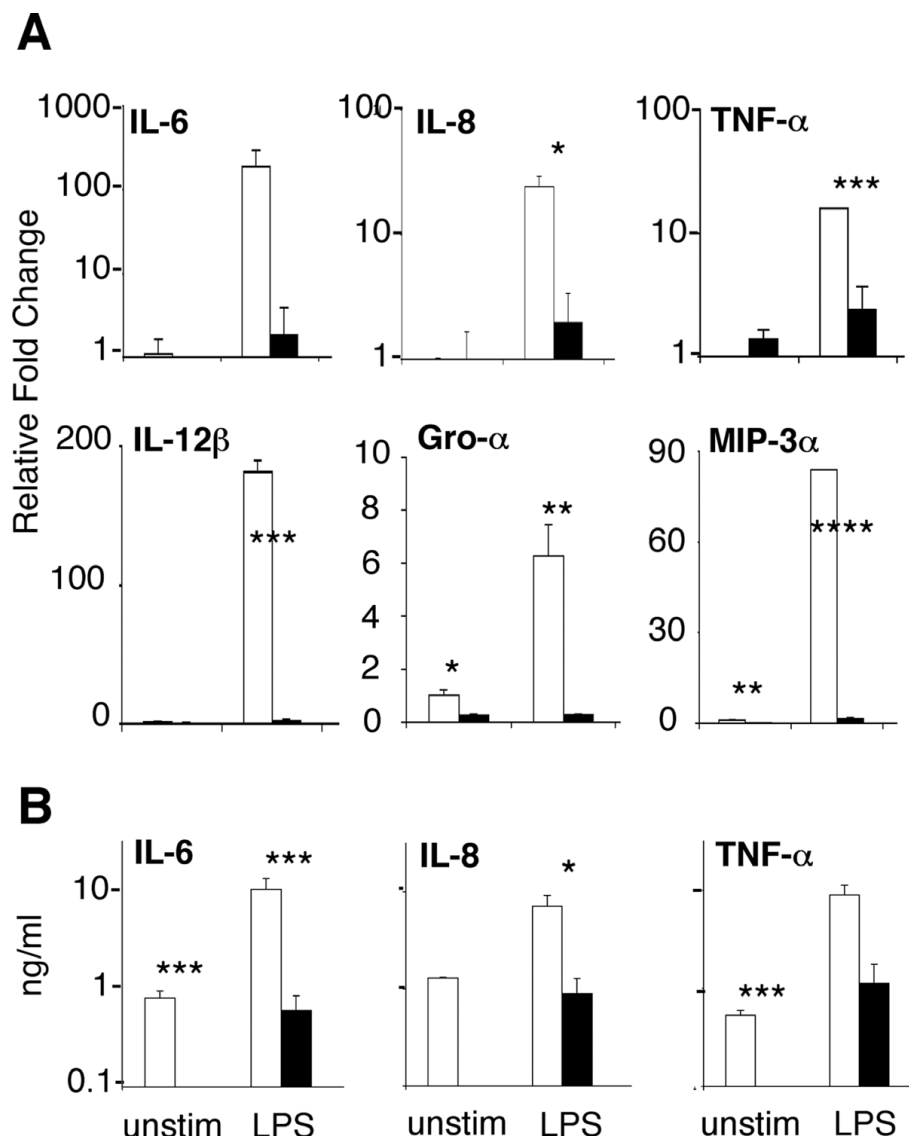 A
Relative Fold Change
IL-6
1000
100
10
1
IL-8
100
10
1
*
TNF-α
100
10
1
***
IL-12β
200
100
0
***
Gro-α
10
8
6
4
2
0
*
**
MIP-3α
90
60
30
0
**
****
B
ng/ml
IL-6
10
1
0.1
***
***
unstim LPS
IL-8
*
unstim LPS
TNF-α
***
unstim LPS